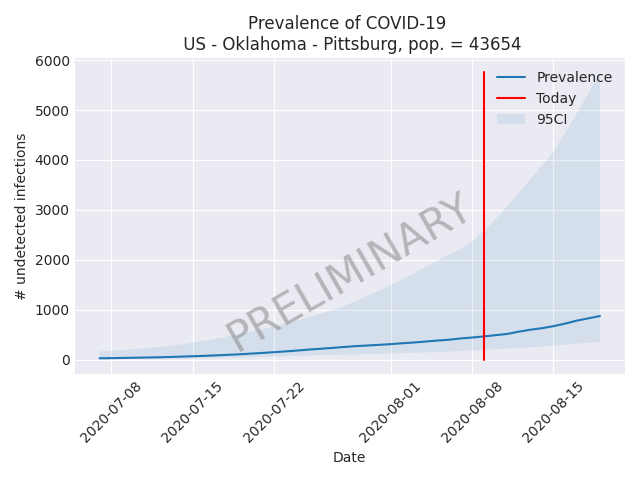 Prevalence of COVID-19
US - Oklahoma - Pittsburg, pop. = 43654
6000
5000
4000
3000
2000
1000
0
# undetected infections
Prevalence
Today
95CI
PRELIMINARY
2020-07-08
2020-07-15
2020-07-22
2020-08-01
2020-08-08
2020-08-15
Date